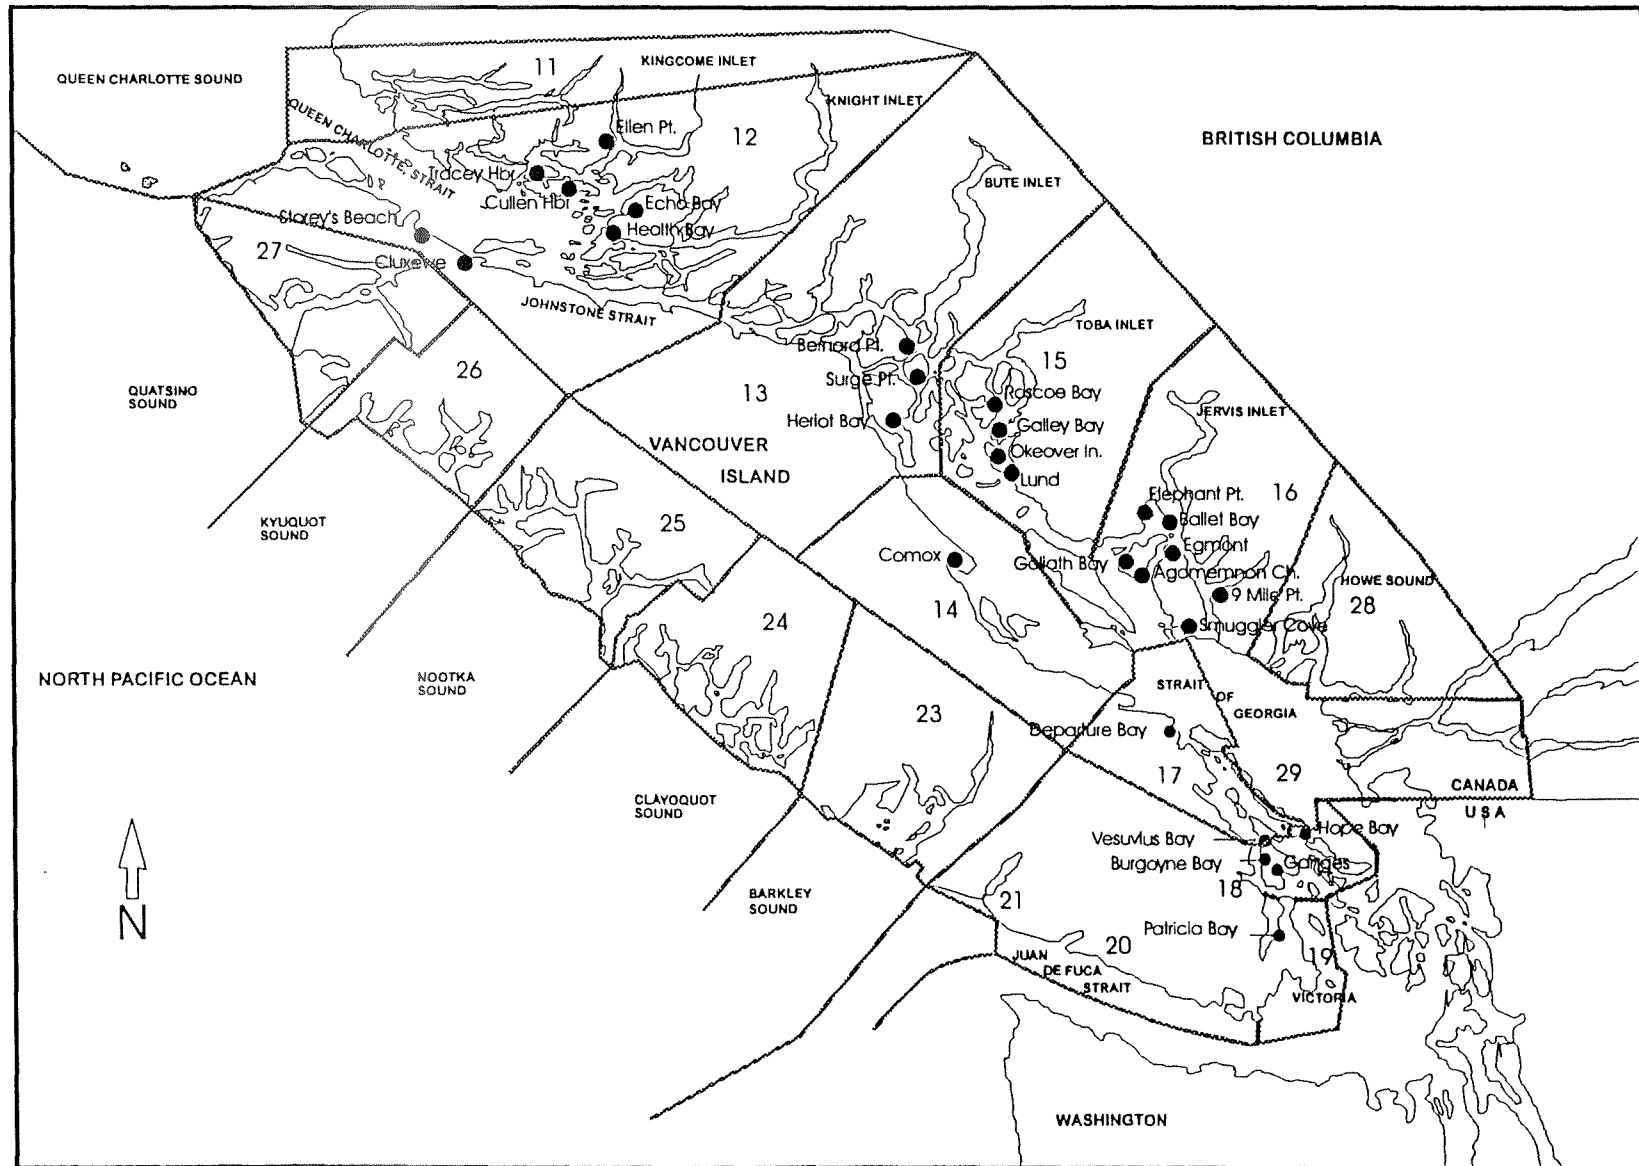 QUEEN CHARLOTTE SOUND
11
KINGCOME INLET
QUEEN CHARLOTTE STRAIT
KNIGHT INLET
12
Ellen Pt.
BRITISH COLUMBIA
Tracey Hbr
Cullen Hbr
BUTE INLET
Echo Bay
Storey's Beach
Health Bay
27
Cluxewe
JOHNSTONE STRAIT
TOBA INLET
Bernard Pt.
15
26
Surge Pt.
QUATSINO
SOUND
13
Roscoe Bay
JERVIS INLET
Heriot Bay
Galley Bay
VANCOUVER
ISLAND
Okeover In.
Lund
Elephant Pt.
16
Ballet Bay
KYUQUOT
SOUND
25
Egmont
Comox
Goliath Bay
Agamemnon Ch.
HOWE SOUND
9 Mile Pt.
28
14
24
Smuggler Cove
NORTH PACIFIC OCEAN
NOOTKA
SOUND
STRAIT
OF
GEORGIA
23
Departure Bay
17
29
CANADA
USA
CLAYOQUOT
SOUND
Hope Bay
Vesuvius Bay
Burgoyne Bay
Ganges
18
BARKLEY
SOUND
21
N
Patricia Bay
20
19
JUAN
DE FUCA
STRAIT
VICTORIA
WASHINGTON